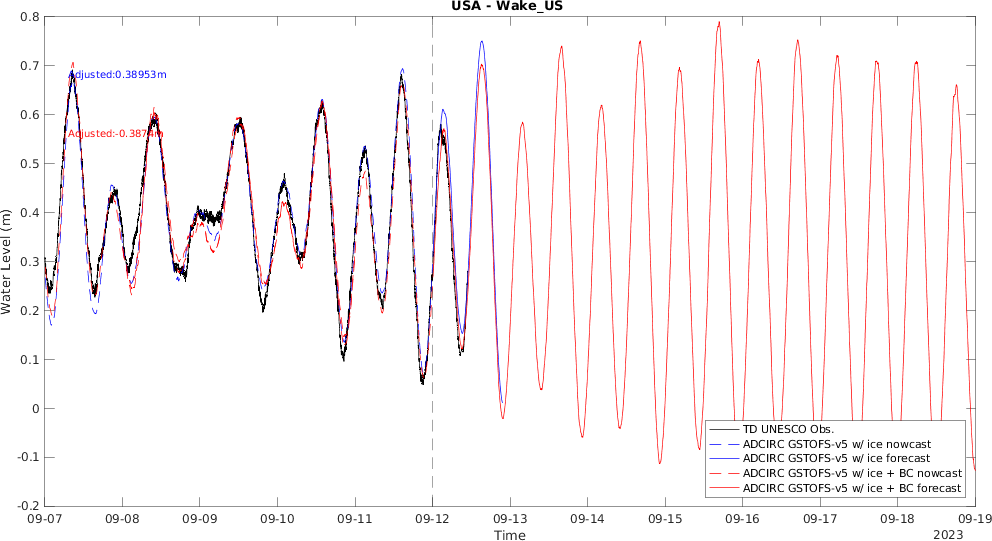 USA - Wake_US
0.8
0.7
0.6
0.5
0.4
0.3
0.2
0.1
0
-0.1
-0.2
Water Level (m)
Adjusted:0.38953m
Adjusted:-0.3874m
TD UNESCO Obs.
ADCIRC GSTOFS-v5 w/ ice nowcast
ADCIRC GSTOFS-v5 w/ ice forecast
ADCIRC GSTOFS-v5 w/ ice + BC nowcast
ADCIRC GSTOFS-v5 w/ ice + BC forecast
09-07 09-08 09-09 09-10 09-11 09-12 09-13 09-14 09-15 09-16 09-17 09-18 09-19
Time
2023